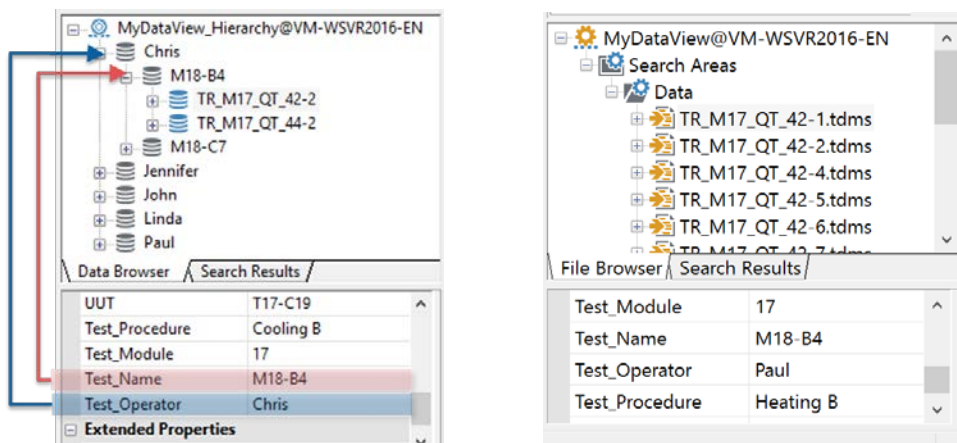 MyDataView_Hierarchy@VM-WSVR2016-EN
Chris
M18-B4
TR_M17_QT_42-2
TR_M17_QT_44-2
M18-C7
Jennifer
John
Linda
Paul
Data Browser Search Results
UUT T17-C19
Test_Procedure Cooling B
Test_Module 17
Test_Name M18-B4
Test_Operator Chris
Extended Properties
MyDataView@VM-WSVR2016-EN
Search Areas
Data
TR_M17_QT_42-1.tdms
TR_M17_QT_42-2.tdms
TR_M17_QT_42-4.tdms
TR_M17_QT_42-5.tdms
TR_M17_QT_42-6.tdms
TR_M17_QT_42-7.tdms
File Browser Search Results
Test_Module 17
Test_Name M18-B4
Test_Operator Paul
Test_Procedure Heating B